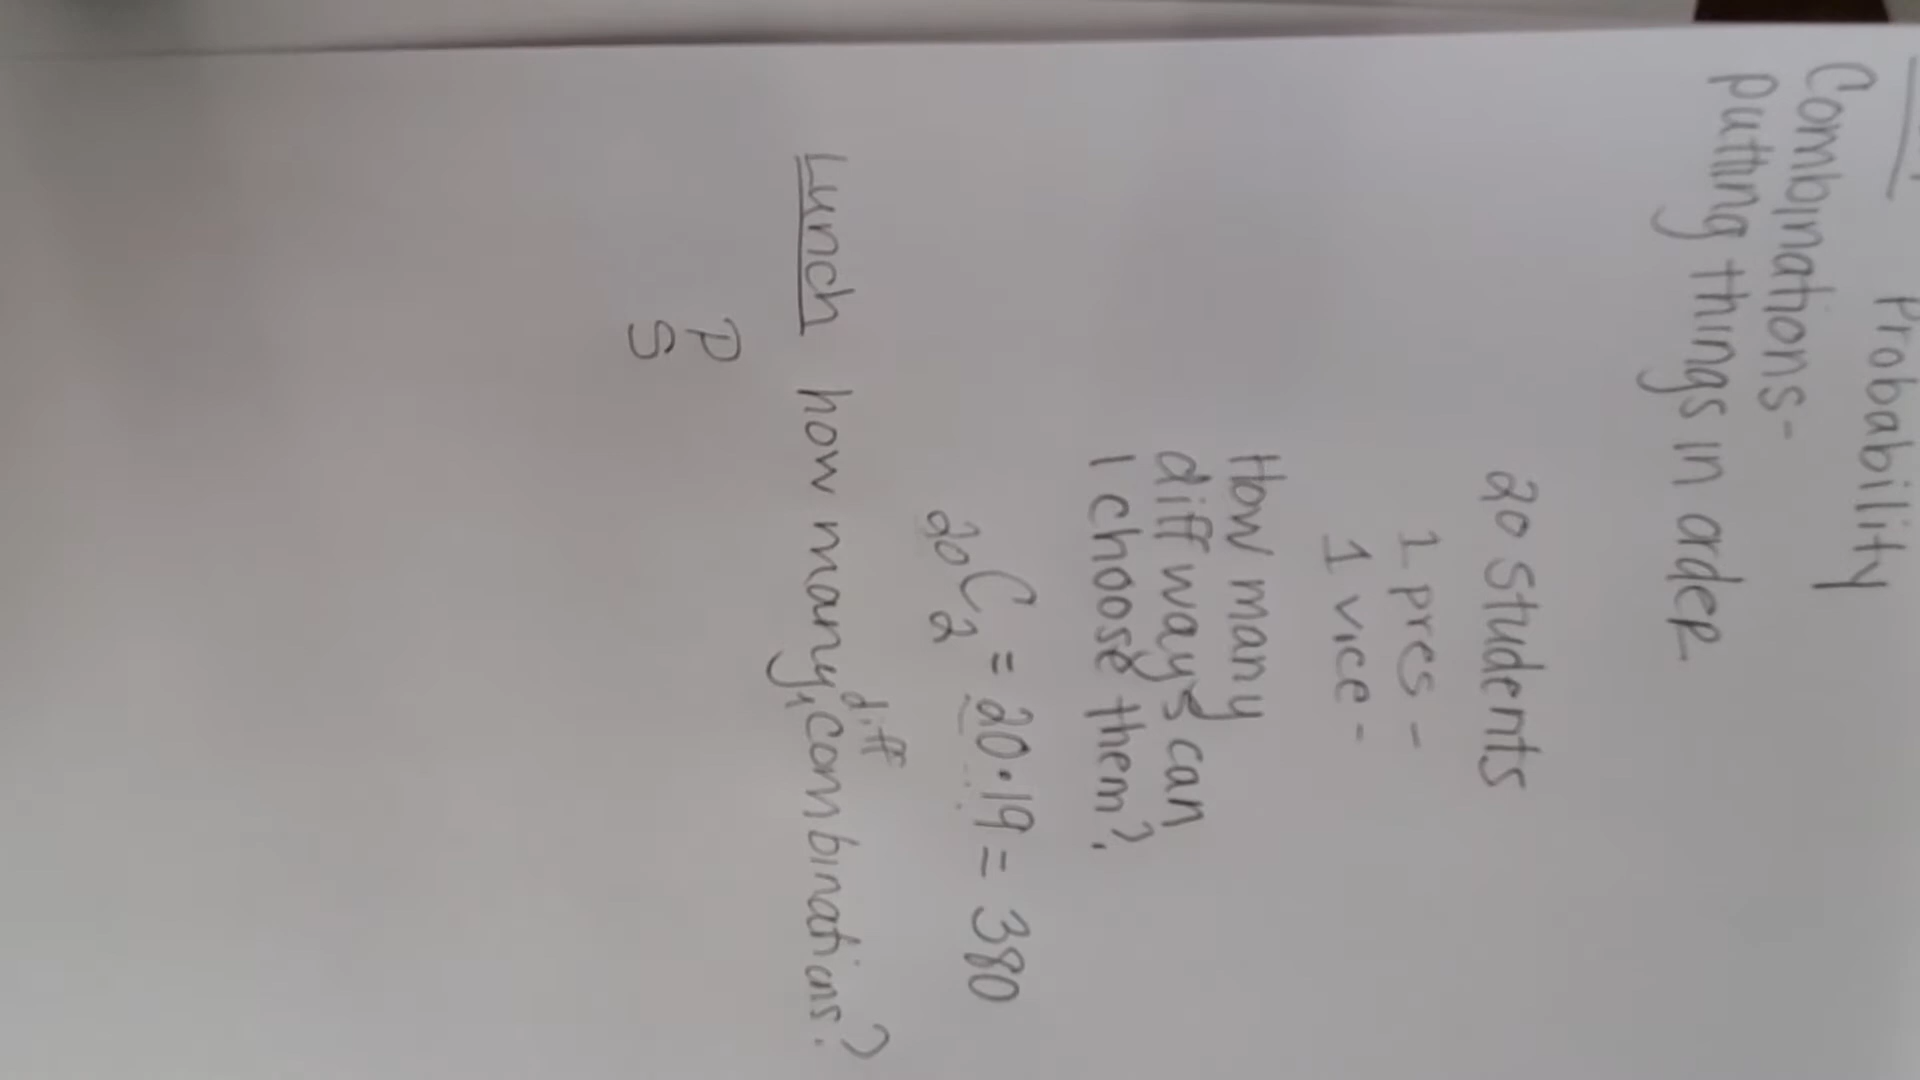 Probability
Combinations-
putting things in order
20 students
1 pres -
1 vice -
How many
diff ways can
I choose them?
20C2 = 20·19 = 380
Lunch how many diff combinations?
P
S